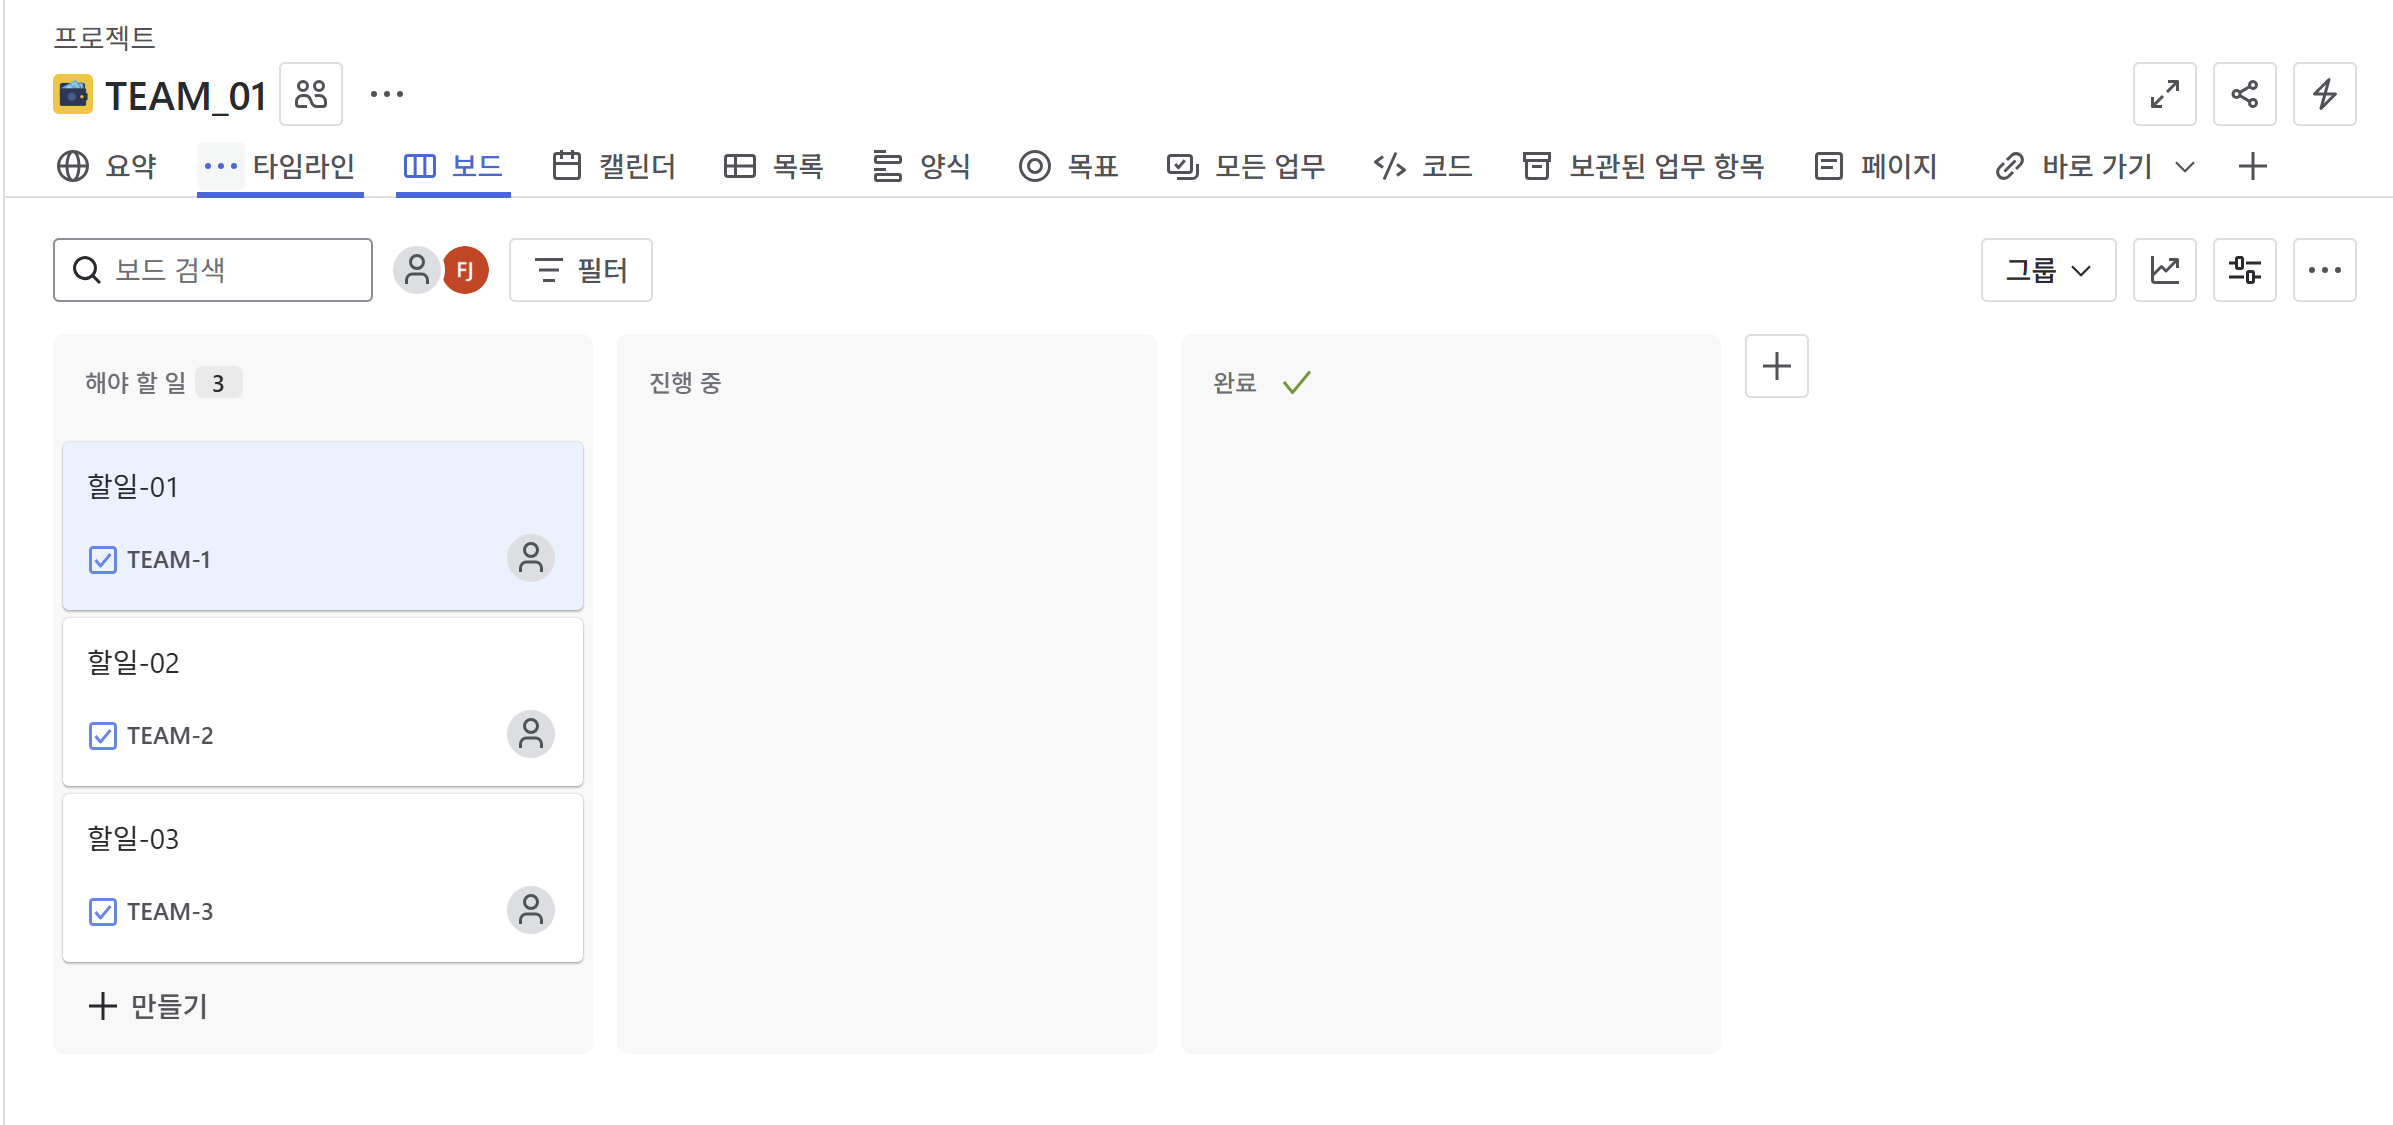 프로젝트
TEAM_01
요약 타임라인 보드 캘린더 목록 양식 목표 모든 업무 코드 보관된 업무 항목 페이지 바로 가기
보드 검색 FJ 필터 그룹
해야 할 일 3 진행 중 완료
할일-01
TEAM-1
할일-02
TEAM-2
할일-03
TEAM-3
만들기